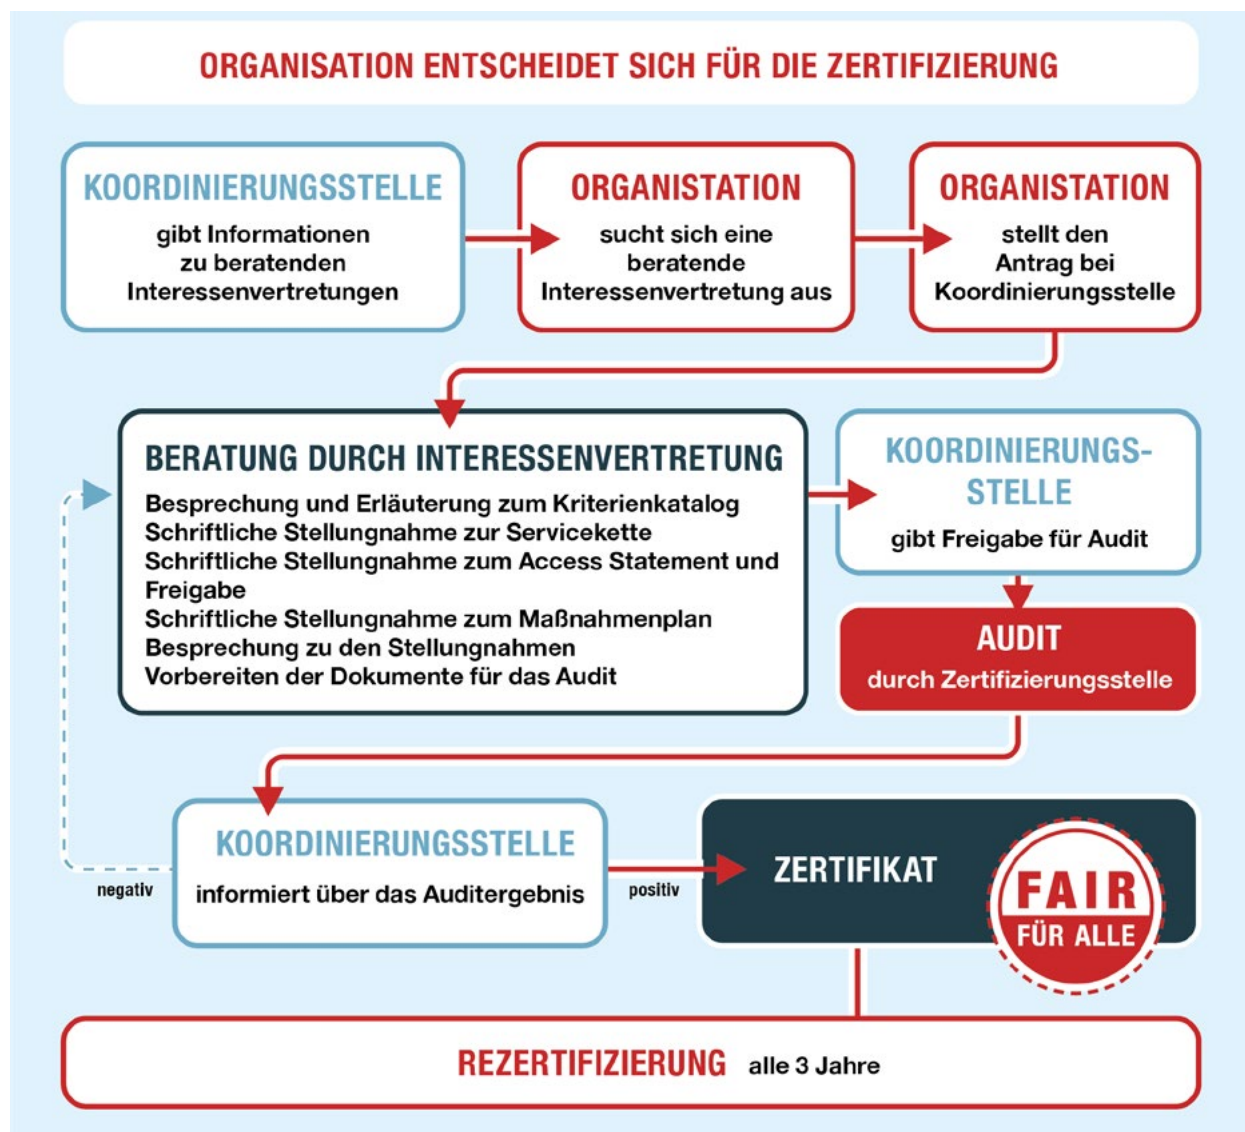 ORGANISATION ENTSCHEIDET SICH FÜR DIE ZERTIFIZIERUNG
KOORDINIERUNGSSTELLE
gibt Informationen
zu beratenden
Interessenvertretungen
ORGANISTATION
sucht sich eine
beratende
Interessenvertretung aus
ORGANISTATION
stellt den
Antrag bei
Koordinierungsstelle
BERATUNG DURCH INTERESSENVERTRETUNG
Besprechung und Erläuterung zum Kriterienkatalog
Schriftliche Stellungnahme zur Servicekette
Schriftliche Stellungnahme zum Access Statement und
Freigabe
Schriftliche Stellungnahme zum Maßnahmenplan
Besprechung zu den Stellungnahmen
Vorbereiten der Dokumente für das Audit
KOORDINIERUNGS-
STELLE
gibt Freigabe für Audit
AUDIT
durch Zertifizierungsstelle
KOORDINIERUNGSSTELLE
informiert über das Auditergebnis
negativ
positiv
ZERTIFIKAT
FAIR
FÜR ALLE
REZERTIFIZIERUNG alle 3 Jahre